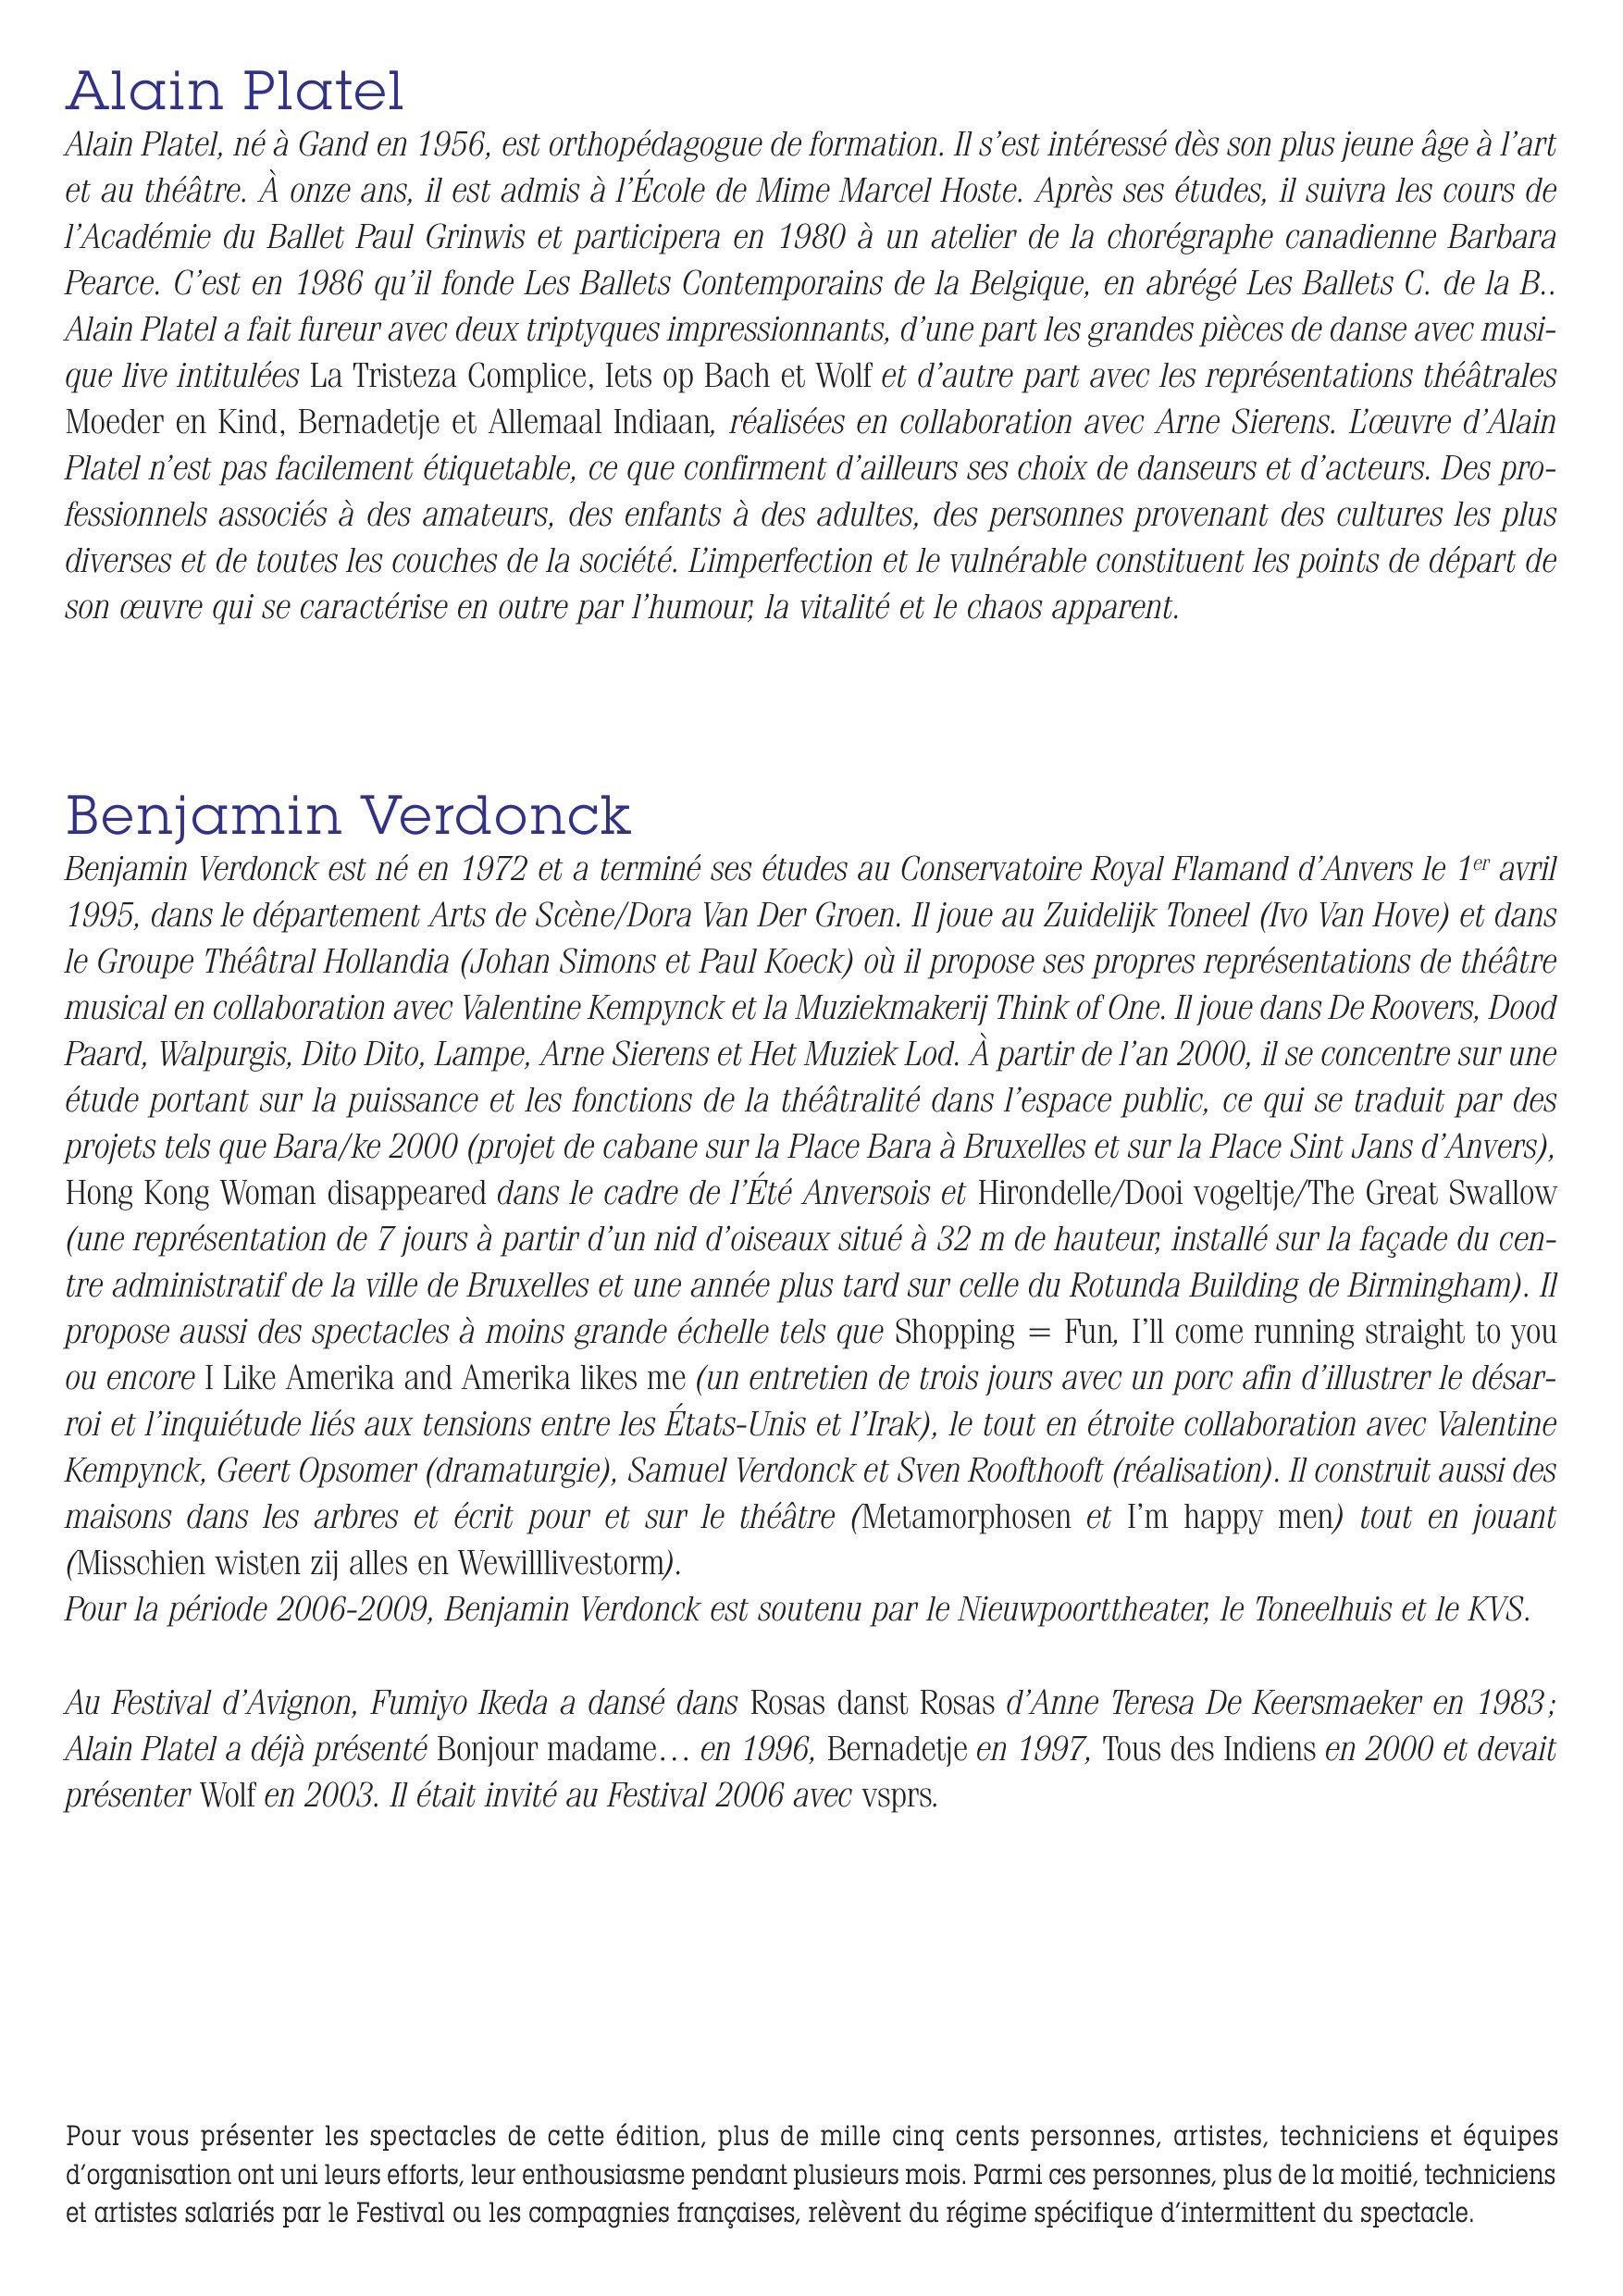 Alain Platel
Alain Platel, né à Gand en 1956, est orthopédagogue de formation. Il s’est intéressé dès son plus jeune âge à l’art
et au théâtre. À onze ans, il est admis à l’École de Mime Marcel Hoste. Après ses études, il suivra les cours de
l’Académie du Ballet Paul Grinwis et participera en 1980 à un atelier de la chorégraphe canadienne Barbara
Pearce. C’est en 1986 qu’il fonde Les Ballets Contemporains de la Belgique, en abrégé Les Ballets C. de la B..
Alain Platel a fait fureur avec deux triptyques impressionnants, d’une part les grandes pièces de danse avec musi-
que live intitulées La Tristeza Complice, Iets op Bach et Wolf et d’autre part avec les représentations théâtrales
Moeder en Kind, Bernadetje et Allemaal Indiaan, réalisées en collaboration avec Arne Sierens. L’œuvre d’Alain
Platel n’est pas facilement étiquetable, ce que confirment d’ailleurs ses choix de danseurs et d’acteurs. Des pro-
fessionnels associés à des amateurs, des enfants à des adultes, des personnes provenant des cultures les plus
diverses et de toutes les couches de la société. L’imperfection et le vulnérable constituent les points de départ de
son œuvre qui se caractérise en outre par l’humour, la vitalité et le chaos apparent.
Benjamin Verdonck
Benjamin Verdonck est né en 1972 et a terminé ses études au Conservatoire Royal Flamand d’Anvers le 1er avril
1995, dans le département Arts de Scène/Dora Van Der Groen. Il joue au Zuidelijk Toneel (Ivo Van Hove) et dans
le Groupe Théâtral Hollandia (Johan Simons et Paul Koeck) où il propose ses propres représentations de théâtre
musical en collaboration avec Valentine Kempynck et la Muziekmakerij Think of One. Il joue dans De Roovers, Dood
Paard, Walpurgis, Dito Dito, Lampe, Arne Sierens et Het Muziek Lod. À partir de l’an 2000, il se concentre sur une
étude portant sur la puissance et les fonctions de la théâtralité dans l’espace public, ce qui se traduit par des
projets tels que Bara/ke 2000 (projet de cabane sur la Place Bara à Bruxelles et sur la Place Sint Jans d’Anvers),
Hong Kong Woman disappeared dans le cadre de l’Été Anversois et Hirondelle/Dooi vogeltje/The Great Swallow
(une représentation de 7 jours à partir d’un nid d’oiseaux situé à 32 m de hauteur, installé sur la façade du cen-
tre administratif de la ville de Bruxelles et une année plus tard sur celle du Rotunda Building de Birmingham). Il
propose aussi des spectacles à moins grande échelle tels que Shopping = Fun, I’ll come running straight to you
ou encore I Like Amerika and Amerika likes me (un entretien de trois jours avec un porc afin d’illustrer le désar-
roi et l’inquiétude liés aux tensions entre les États-Unis et l’Irak), le tout en étroite collaboration avec Valentine
Kempynck, Geert Opsomer (dramaturgie), Samuel Verdonck et Sven Roofthooft (réalisation). Il construit aussi des
maisons dans les arbres et écrit pour et sur le théâtre (Metamorphosen et I’m happy men) tout en jouant
(Misschien wisten zij alles en Wewilllivestorm).
Pour la période 2006-2009, Benjamin Verdonck est soutenu par le Nieuwpoorttheater, le Toneelhuis et le KVS.
Au Festival d’Avignon, Fumiyo Ikeda a dansé dans Rosas danst Rosas d’Anne Teresa De Keersmaeker en 1983 ;
Alain Platel a déjà présenté Bonjour madame… en 1996, Bernadetje en 1997, Tous des Indiens en 2000 et devait
présenter Wolf en 2003. Il était invité au Festival 2006 avec vsprs.
Pour vous présenter les spectacles de cette édition, plus de mille cinq cents personnes, artistes, techniciens et équipes
d’organisation ont uni leurs efforts, leur enthousiasme pendant plusieurs mois. Parmi ces personnes, plus de la moitié, techniciens
et artistes salariés par le Festival ou les compagnies françaises, relèvent du régime spécifique d’intermittent du spectacle.